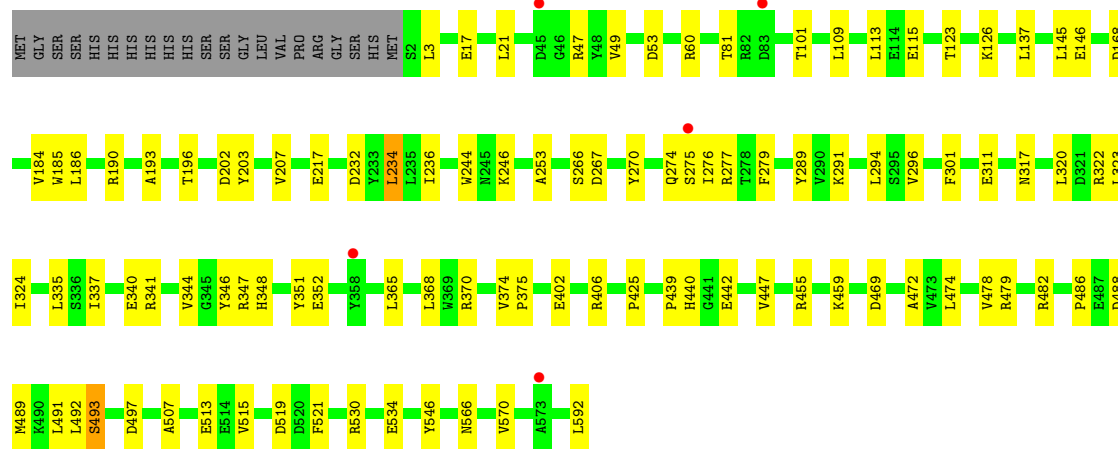 MET GLY SER SER HIS HIS HIS HIS HIS HIS SER SER GLY LEU VAL PRO ARG GLY SER HIS MET S2 L3 E17 L21 D45 G46 R47 Y48 V49 D53 R60 T81 R82 D83 T101 L109 L113 E114 E115 T123 K126 L137 L145 E146
V184 W185 L186 R190 A193 T196 D202 Y203 V207 E217 D232 Y233 L234 L235 I236 W244 N245 K246 A253 S266 D267 Y270 Q274 S275 I276 R277 T278 F279 Y289 V290 K291 L294 S295 V296 F301 E311 N317 L320 D321 R322 L323
I324 L335 S336 I337 E340 R341 V344 G345 Y346 R347 H348 Y351 E352 Y358 L365 L368 W369 R370 V374 P375 E402 R406 P425 P439 H440 G441 E442 V447 R455 K459 D469 A472 V473 L474 V478 R479 R482 P486 E487 D488
M489 K490 L491 L492 S493 D497 A507 E513 E514 V515 D519 D520 F521 R530 E534 Y546 N566 V570 A573 L592